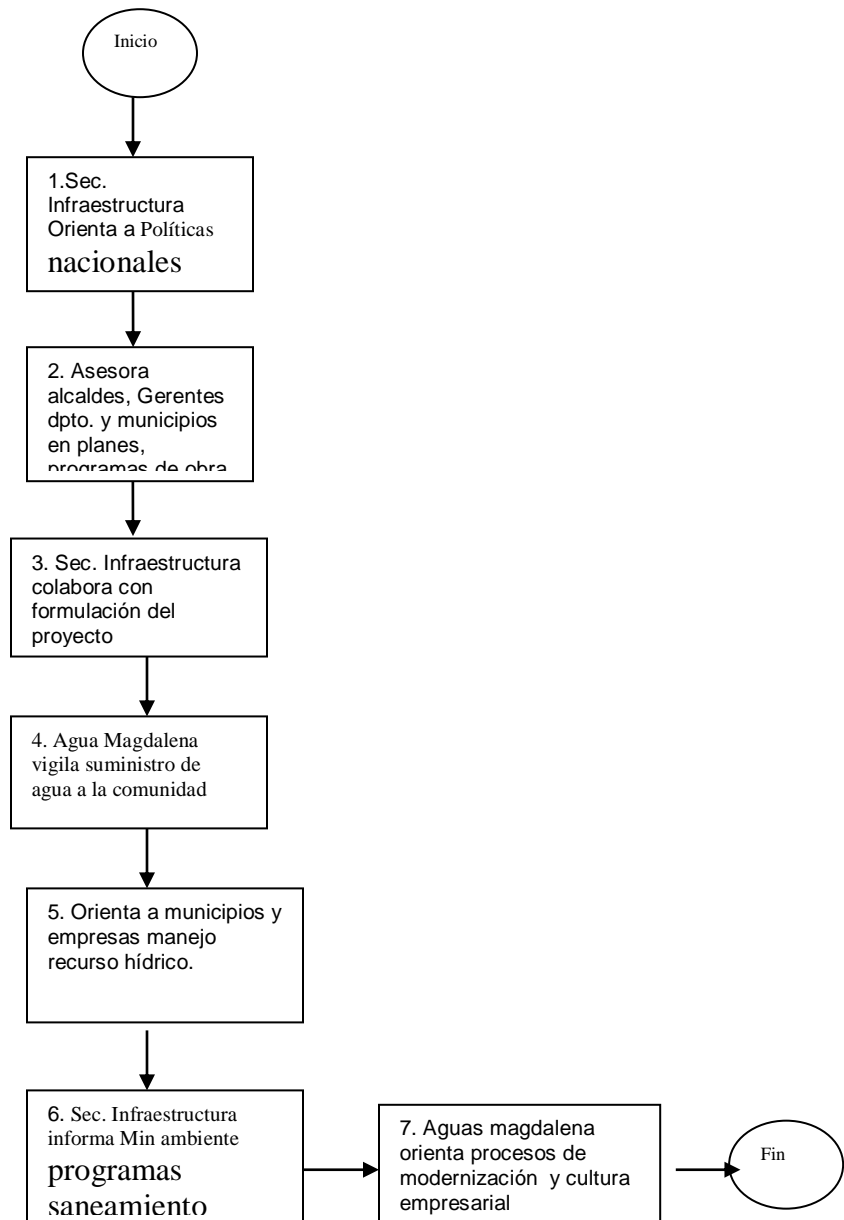 Inicio
1.Sec.
Infraestructura
Orienta a Políticas
nacionales
2. Asesora
alcaldes, Gerentes
dpto. y municipios
en planes,
programas de obra
3. Sec. Infraestructura
colabora con
formulación del
proyecto
4. Agua Magdalena
vigila suministro de
agua a la comunidad
5. Orienta a municipios y
empresas manejo
recurso hídrico.
6. Sec. Infraestructura
informa Min ambiente
programas
saneamiento
7. Aguas magdalena
orienta procesos de
modernización y cultura
empresarial
Fin